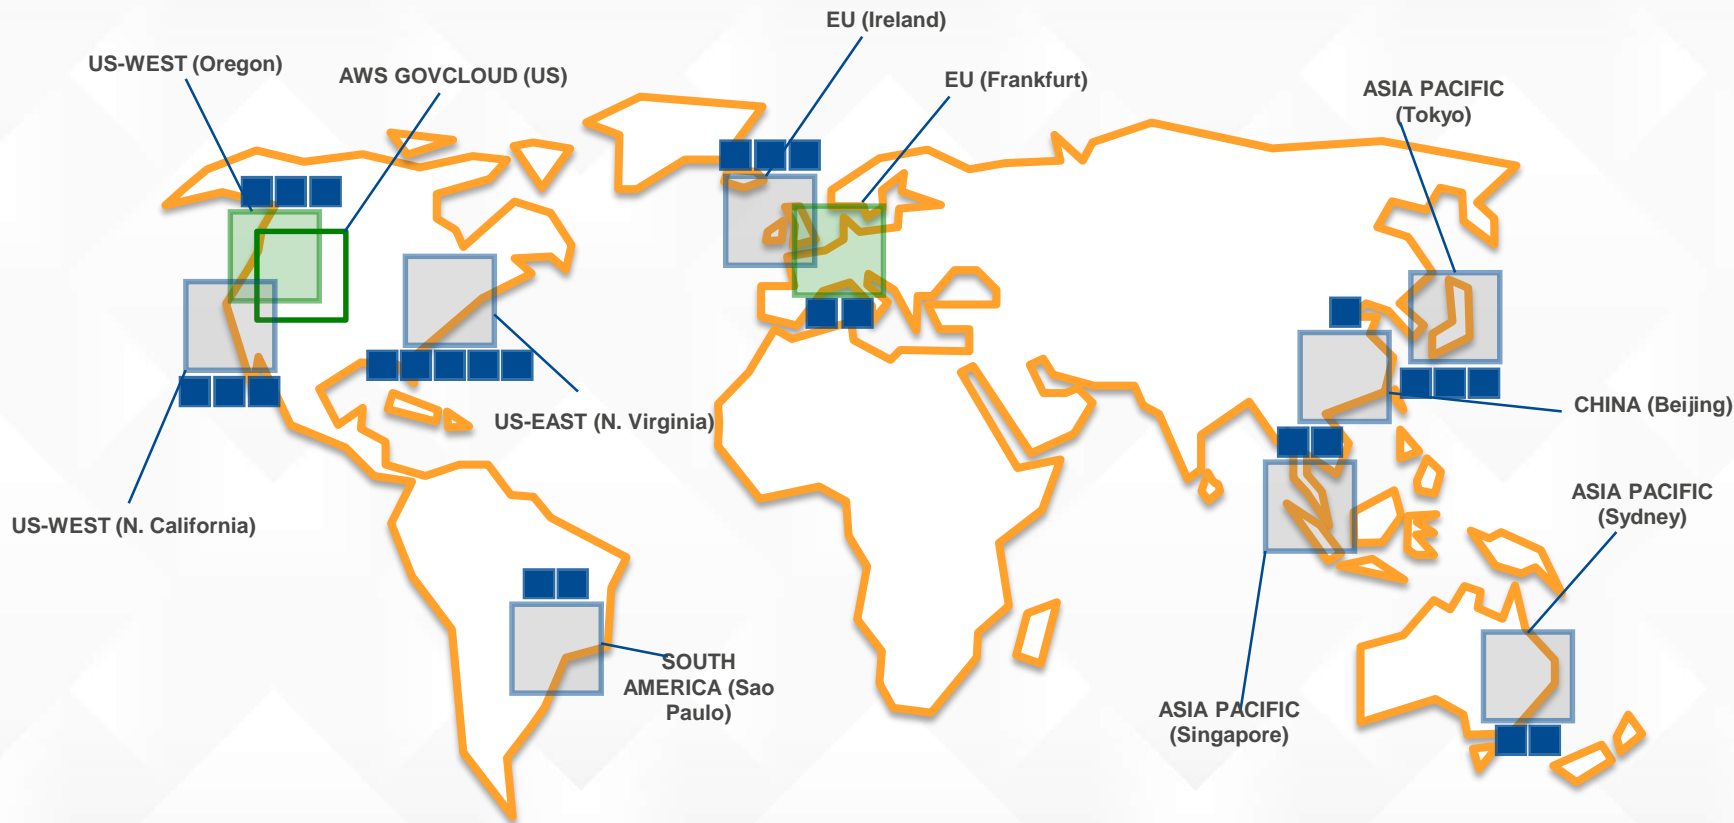 EU (Ireland)
US-WEST (Oregon)
AWS GOVCLOUD (US)
EU (Frankfurt)
ASIA PACIFIC
(Tokyo)
US-EAST (N. Virginia)
CHINA (Beijing)
US-WEST (N. California)
ASIA PACIFIC
(Sydney)
SOUTH
AMERICA (Sao
Paulo)
ASIA PACIFIC
(Singapore)